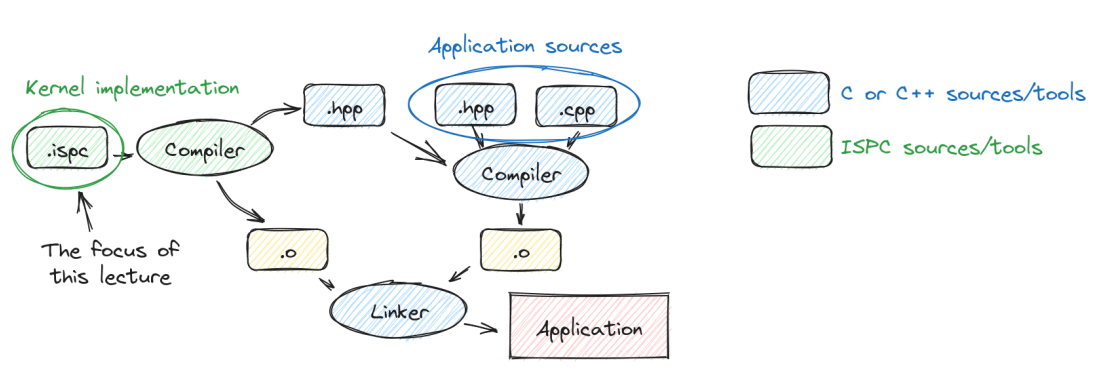 Application sources
Kernel implementation
.hpp
.hpp
.cpp
C or C++ sources/tools
.ispc
Compiler
Compiler
ISPC sources/tools
The focus of
this lecture
.o
.o
Linker
Application